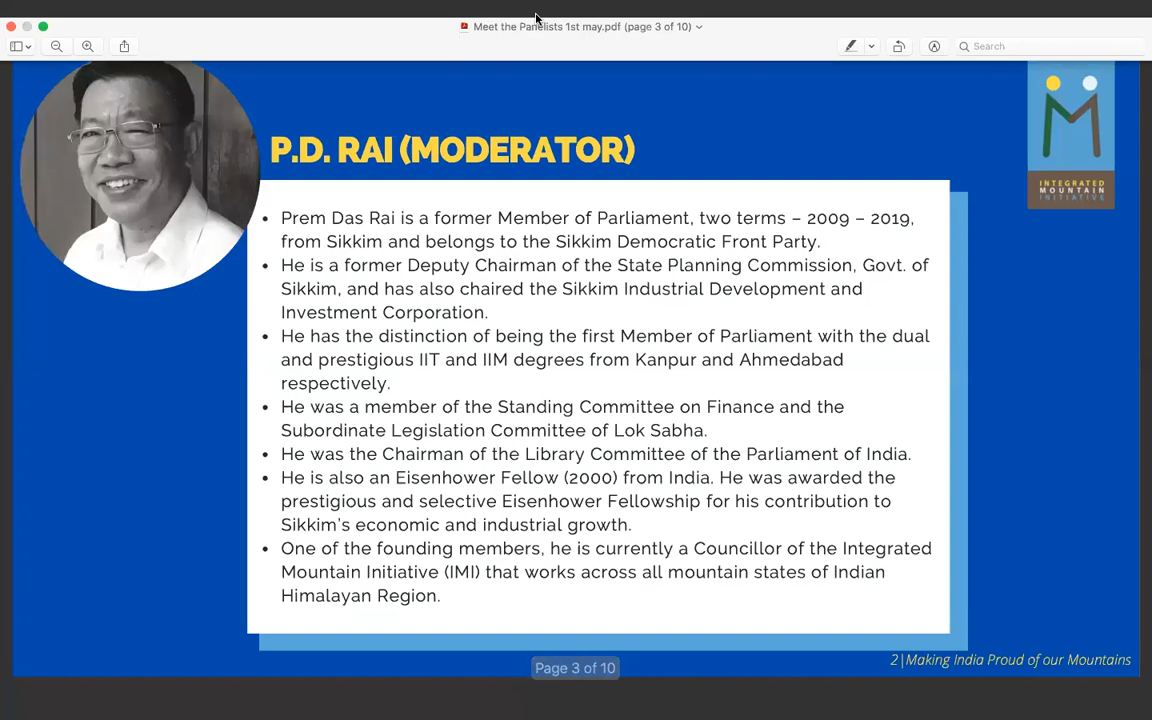 Meet the Panelists 1st may.pdf (page 3 of 10)
Search
P.D. RAI (MODERATOR)
INTEGRATED
MOUNTAIN
INITIATIVE
• Prem Das Rai is a former Member of Parliament, two terms – 2009 – 2019,
from Sikkim and belongs to the Sikkim Democratic Front Party.
• He is a former Deputy Chairman of the State Planning Commission, Govt. of
Sikkim, and has also chaired the Sikkim Industrial Development and
Investment Corporation.
• He has the distinction of being the first Member of Parliament with the dual
and prestigious IIT and IIM degrees from Kanpur and Ahmedabad
respectively.
• He was a member of the Standing Committee on Finance and the
Subordinate Legislation Committee of Lok Sabha.
• He was the Chairman of the Library Committee of the Parliament of India.
• He is also an Eisenhower Fellow (2000) from India. He was awarded the
prestigious and selective Eisenhower Fellowship for his contribution to
Sikkim's economic and industrial growth.
• One of the founding members, he is currently a Councillor of the Integrated
Mountain Initiative (IMI) that works across all mountain states of Indian
Himalayan Region.
2|Making India Proud of our Mountains
Page 3 of 10